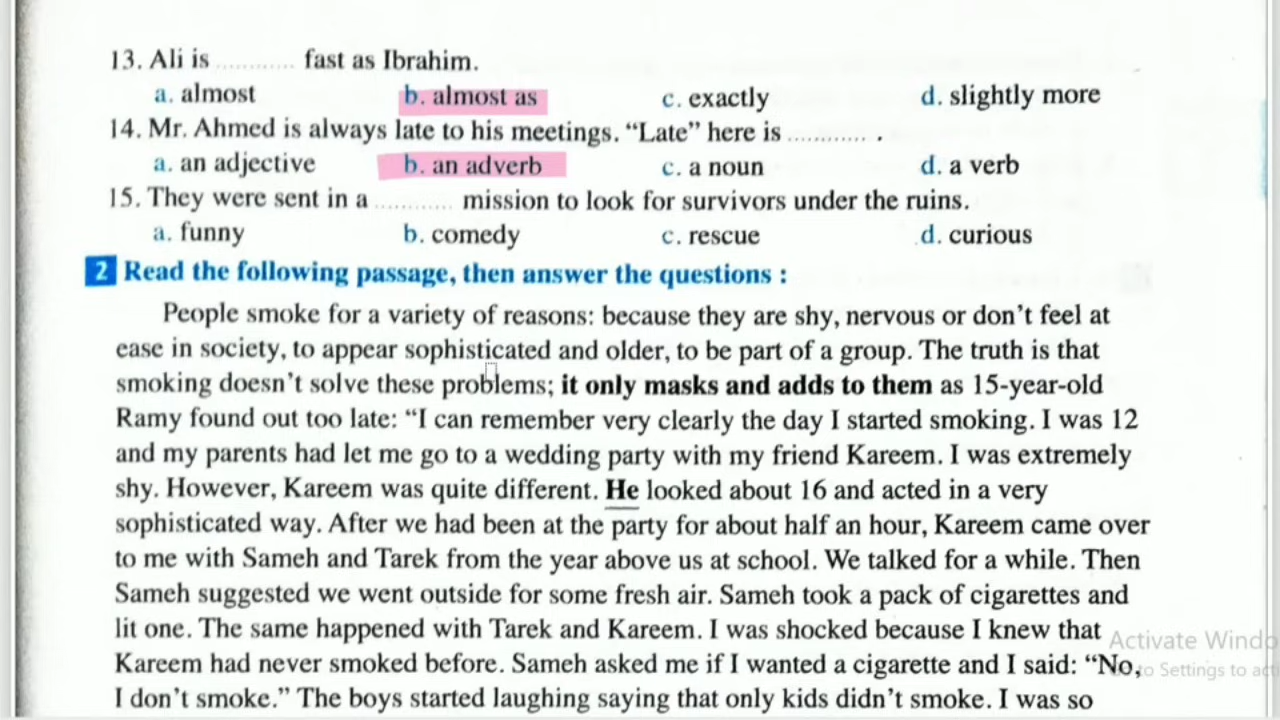 13. Ali is ............ fast as Ibrahim.
a. almost b. almost as c. exactly d. slightly more
14. Mr. Ahmed is always late to his meetings. “Late” here is ............ .
a. an adjective b. an adverb c. a noun d. a verb
15. They were sent in a ............ mission to look for survivors under the ruins.
a. funny b. comedy c. rescue d. curious
2 Read the following passage, then answer the questions :
People smoke for a variety of reasons: because they are shy, nervous or don’t feel at
ease in society, to appear sophisticated and older, to be part of a group. The truth is that
smoking doesn’t solve these problems; it only masks and adds to them as 15-year-old
Ramy found out too late: “I can remember very clearly the day I started smoking. I was 12
and my parents had let me go to a wedding party with my friend Kareem. I was extremely
shy. However, Kareem was quite different. He looked about 16 and acted in a very
sophisticated way. After we had been at the party for about half an hour, Kareem came over
to me with Sameh and Tarek from the year above us at school. We talked for a while. Then
Sameh suggested we went outside for some fresh air. Sameh took a pack of cigarettes and
lit one. The same happened with Tarek and Kareem. I was shocked because I knew that
Activate Windo
Kareem had never smoked before. Sameh asked me if I wanted a cigarette and I said: “No,
to Settings to act
I don’t smoke.” The boys started laughing saying that only kids didn’t smoke. I was so